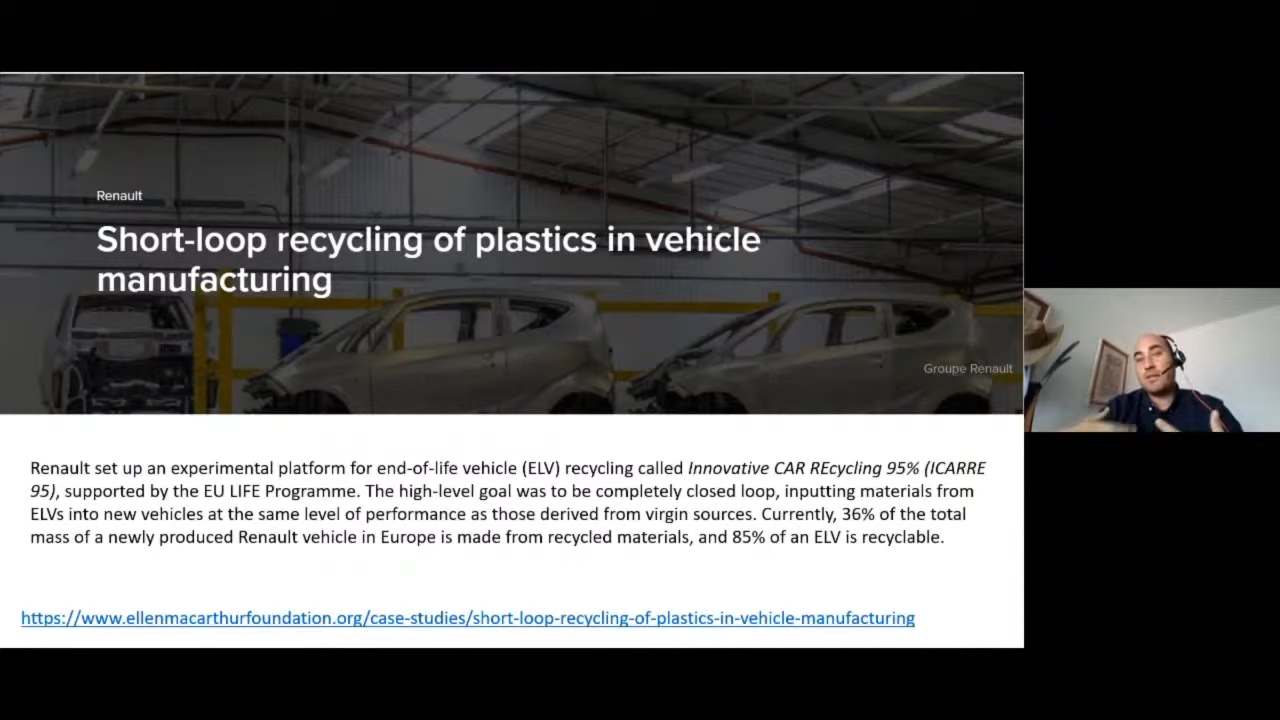 Renault
Short-loop recycling of plastics in vehicle
manufacturing
Groupe Renault
Renault set up an experimental platform for end-of-life vehicle (ELV) recycling called Innovative CAR REcycling 95% (ICARRE
95), supported by the EU LIFE Programme. The high-level goal was to be completely closed loop, inputting materials from
ELVs into new vehicles at the same level of performance as those derived from virgin sources. Currently, 36% of the total
mass of a newly produced Renault vehicle in Europe is made from recycled materials, and 85% of an ELV is recyclable.
https://www.ellenmacarthurfoundation.org/case-studies/short-loop-recycling-of-plastics-in-vehicle-manufacturing